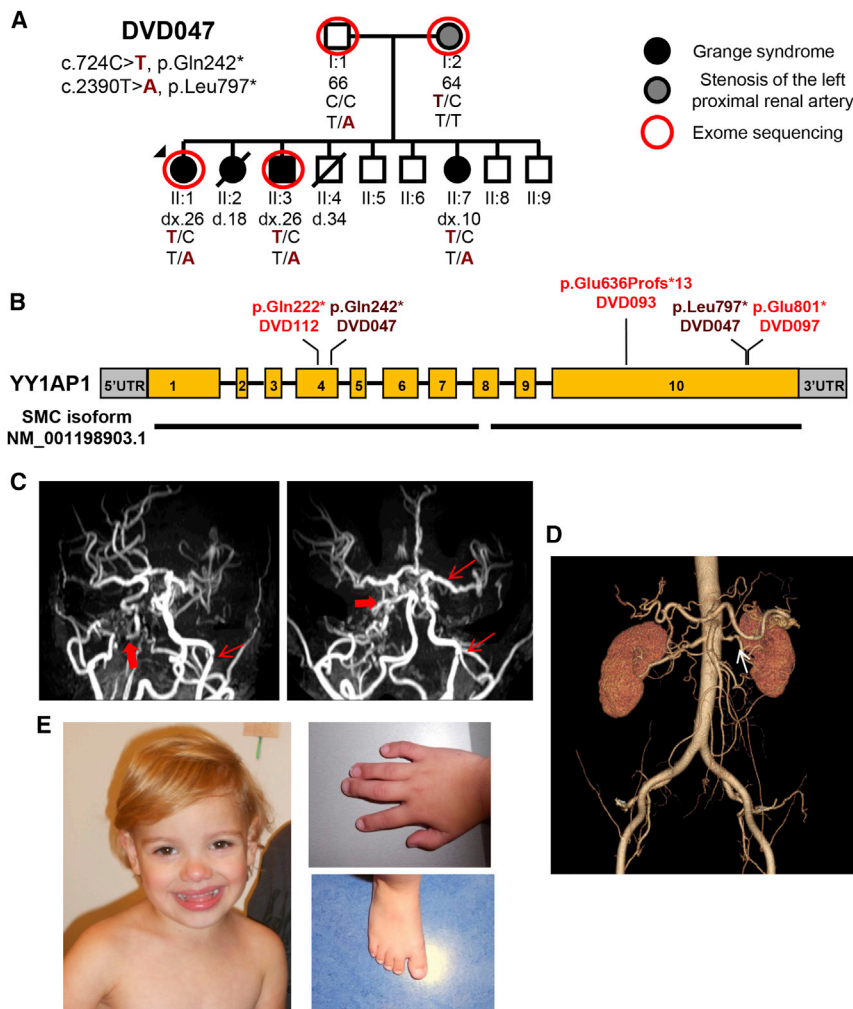 A
DVD047
c.724C>T, p.Gln242*
c.2390T>A, p.Leu797*
I:1
66
C/C
T/A
I:2
64
T/C
T/T
Grange syndrome
Stenosis of the left
proximal renal artery
Exome sequencing
II:1
dx.26
T/C
T/A
II:2
d.18
II:3
dx.26
T/C
T/A
II:4
d.34
II:5
II:6
II:7
dx.10
T/C
T/A
II:8
II:9
B
p.Gln222*
DVD112
p.Gln242*
DVD047
p.Glu636Profs*13
DVD093
p.Leu797*
DVD047
p.Glu801*
DVD097
YY1AP1
5'UTR
1
2
3
4
5
6
7
8
9
10
3'UTR
SMC isoform
NM_001198903.1
C
D
E